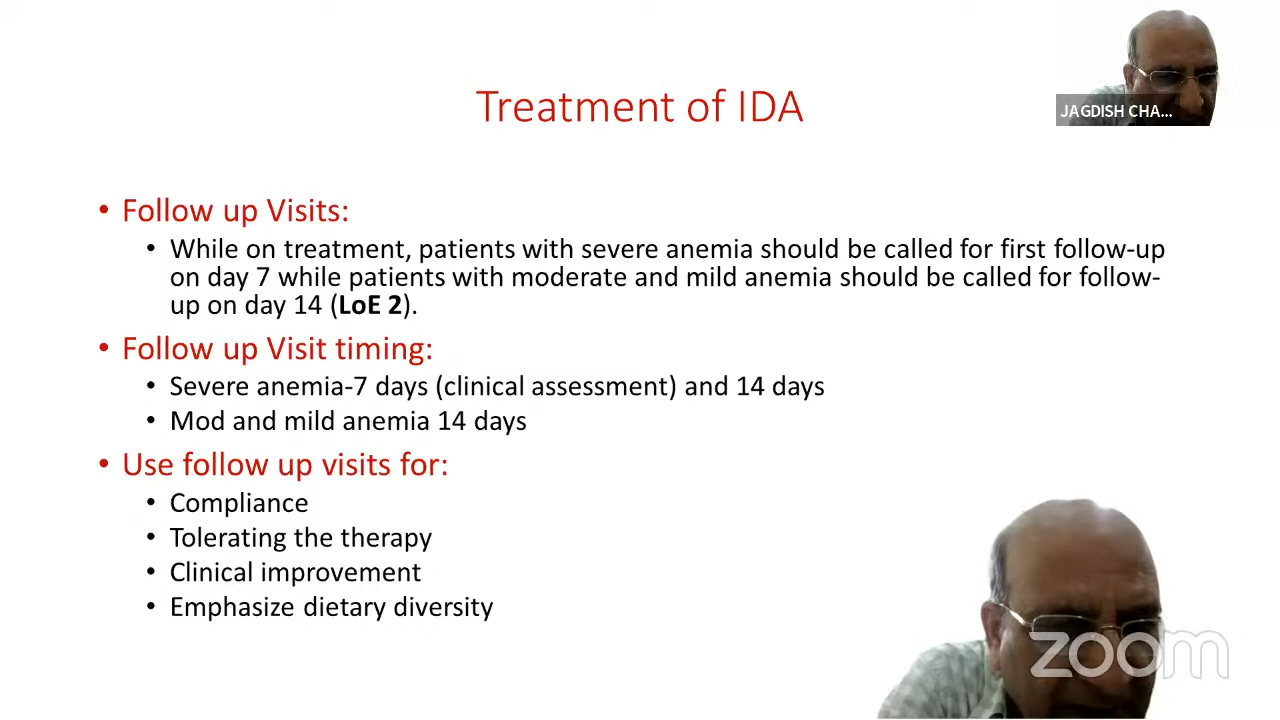 Treatment of IDA
JAGDISH CHA...
• Follow up Visits:
• While on treatment, patients with severe anemia should be called for first follow-up
on day 7 while patients with moderate and mild anemia should be called for follow-
up on day 14 (LoE 2).
• Follow up Visit timing:
• Severe anemia-7 days (clinical assessment) and 14 days
• Mod and mild anemia 14 days
• Use follow up visits for:
• Compliance
• Tolerating the therapy
• Clinical improvement
• Emphasize dietary diversity
zoom